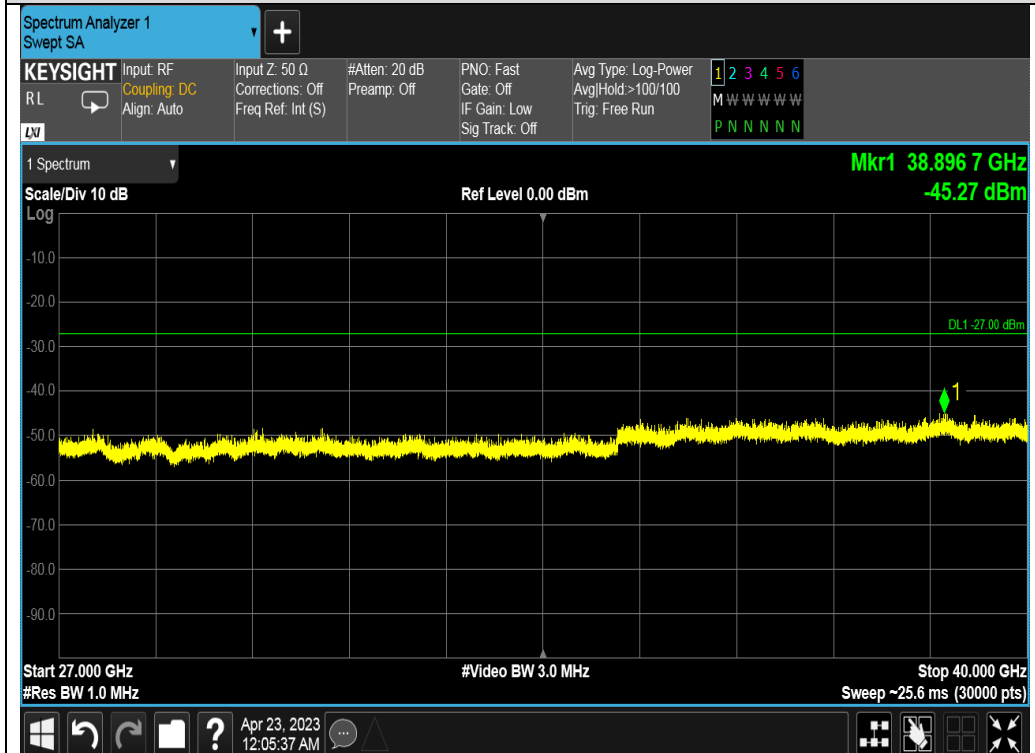 Spectrum Analyzer 1
Swept SA
+
KEYSIGHT
RL
LXI
Input: RF
Coupling: DC
Align: Auto
Input Z: 50 Ω
Corrections: Off
Freq Ref: Int (S)
#Atten: 20 dB
Preamp: Off
PNO: Fast
Gate: Off
IF Gain: Low
Sig Track: Off
Avg Type: Log-Power
Avg|Hold:>100/100
Trig: Free Run
1 2 3 4 5 6
M W W W W W
P N N N N N
1 Spectrum
Mkr1 38.896 7 GHz
-45.27 dBm
Scale/Div 10 dB
Ref Level 0.00 dBm
Log
-10.0
-20.0
DL1 -27.00 dBm
-30.0
-40.0
1
-50.0
-60.0
-70.0
-80.0
-90.0
Start 27.000 GHz
#Video BW 3.0 MHz
Stop 40.000 GHz
#Res BW 1.0 MHz
Sweep ~25.6 ms (30000 pts)
?
Apr 23, 2023
12:05:37 AM